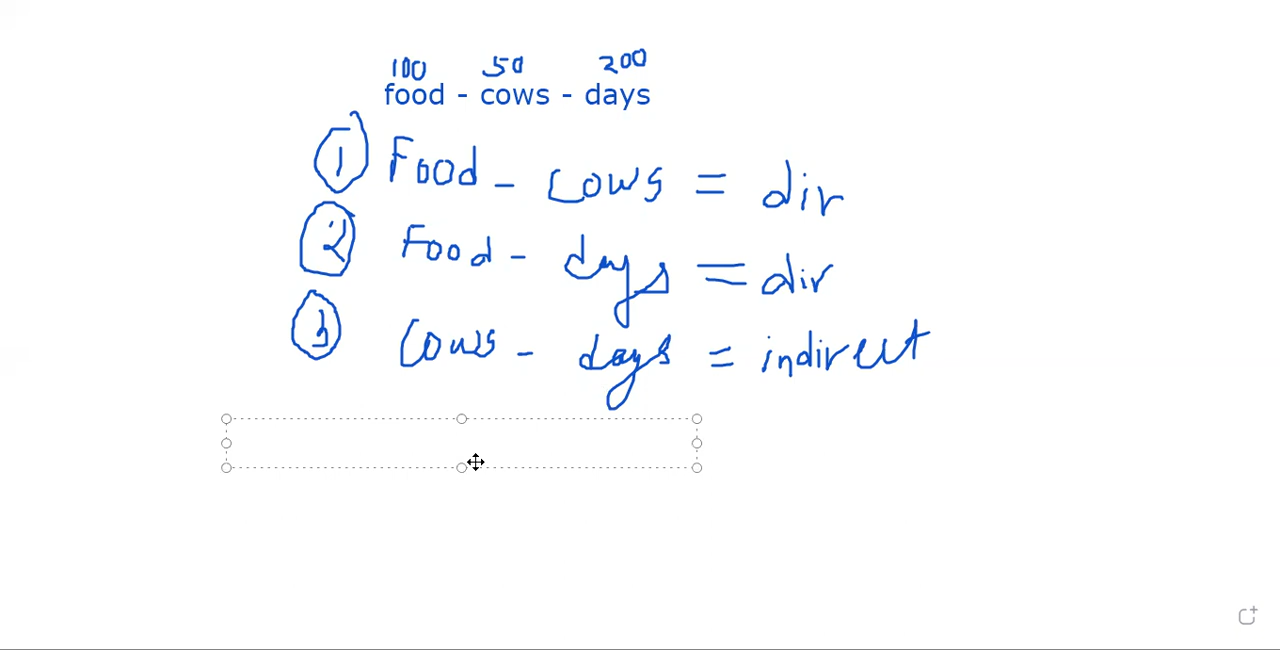 100 50 200
food - cows - days
1 Food - cows = dir
2 Food - days = dir
3 cows - days = indirect